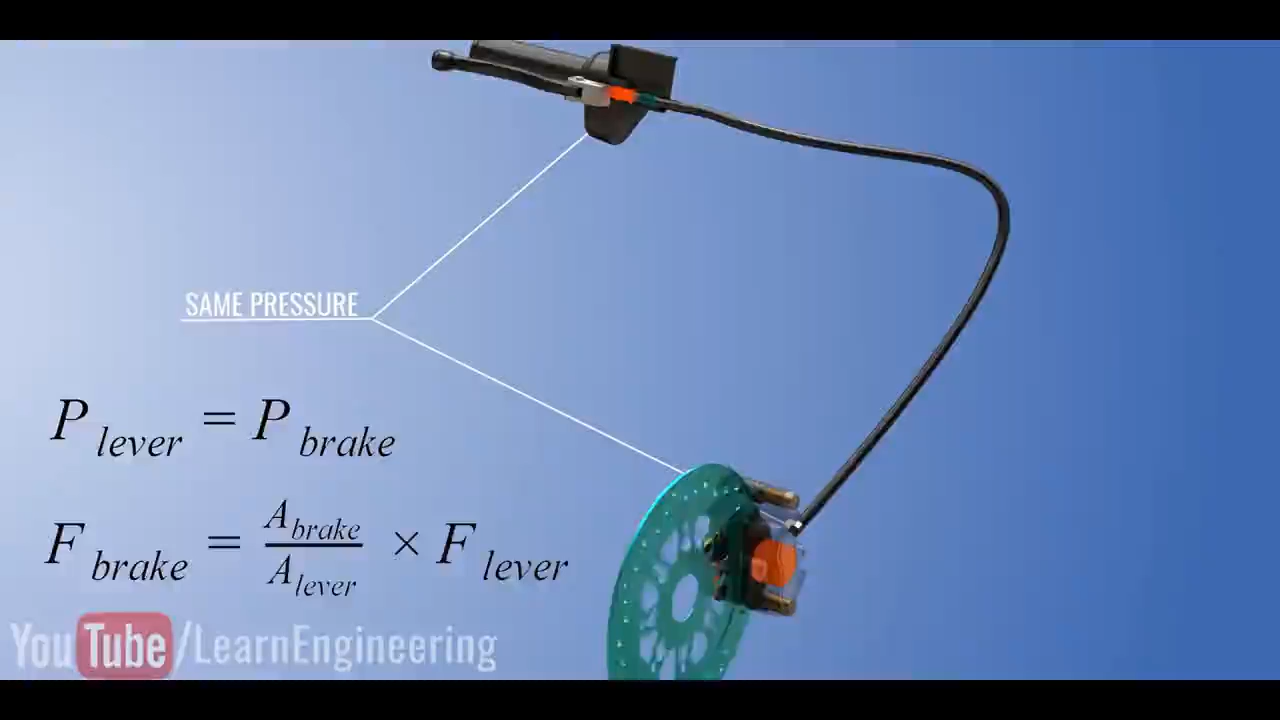 SAME PRESSURE
P lever = P brake
F brake = A brake / A lever × F lever
YouTube/LearnEngineering